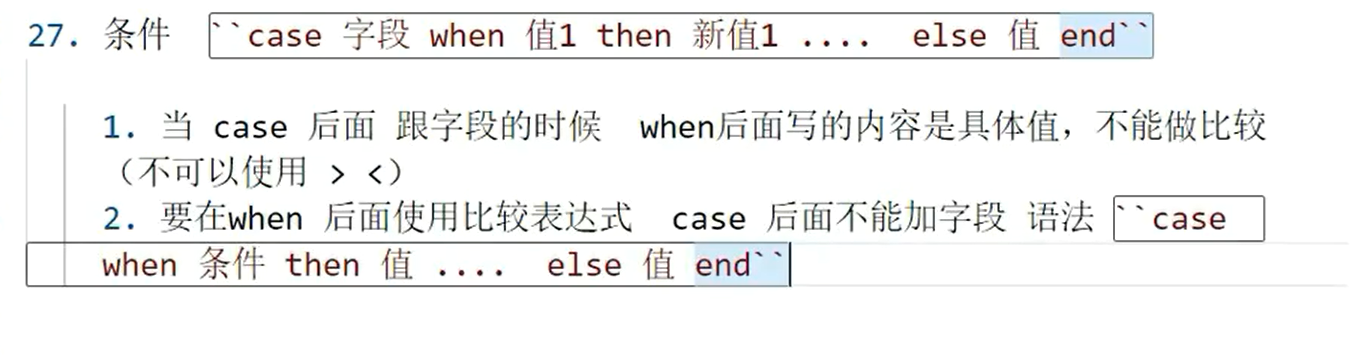 27. 条件 ``case 字段 when 值1 then 新值1 .... else 值 end``
1. 当 case 后面 跟字段的时候 when后面写的内容是具体值，不能做比较
（不可以使用 > <）
2. 要在when 后面使用比较表达式 case 后面不能加字段 语法 ``case
when 条件 then 值 .... else 值 end``